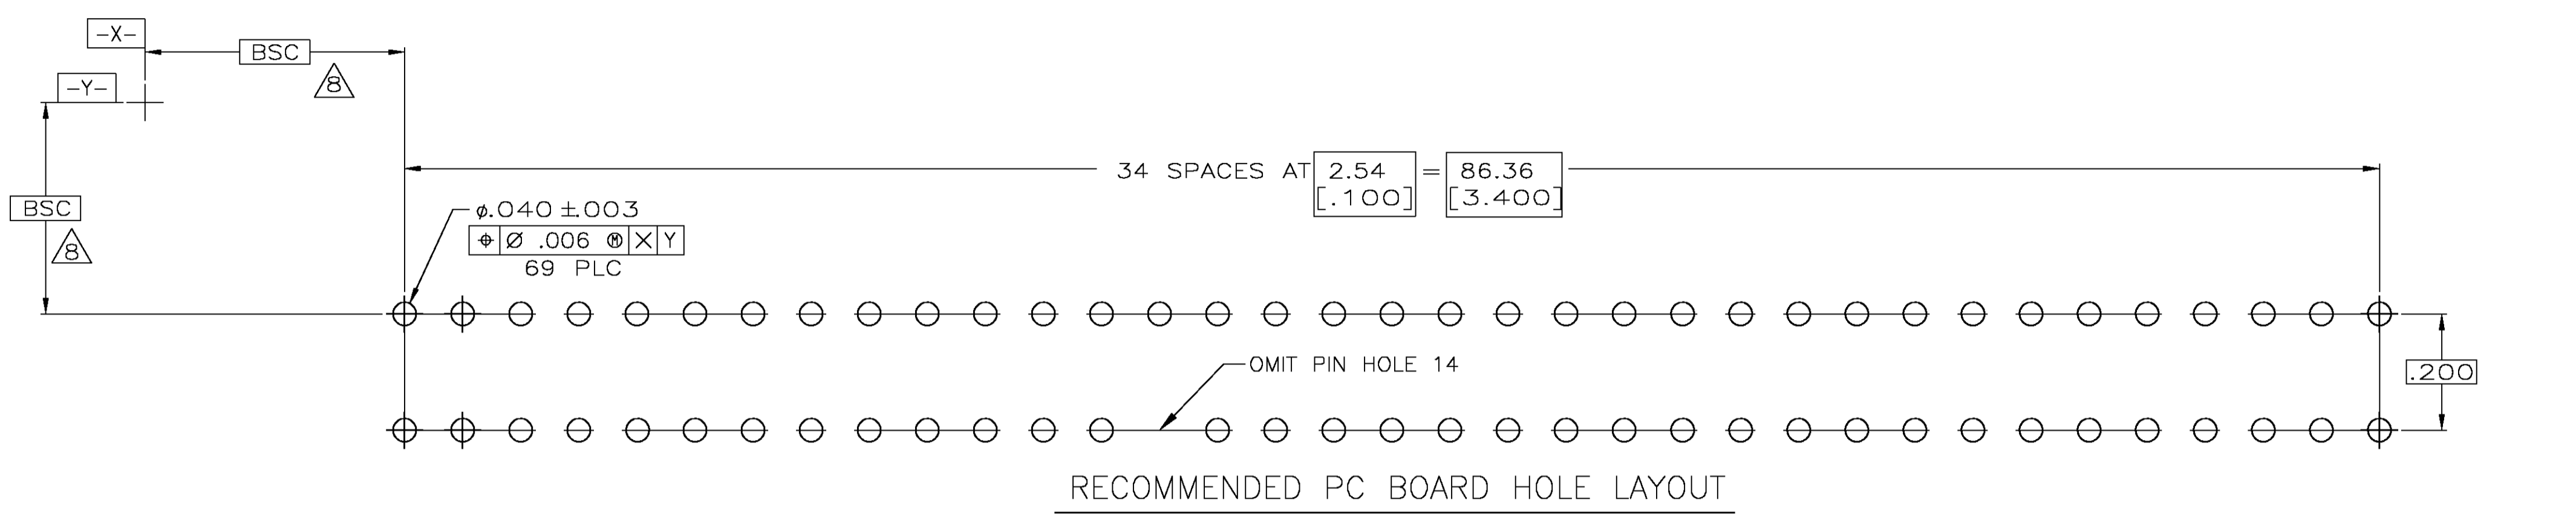 -X-
BSC
8
-Y-
34 SPACES AT 2.54 = 86.36
[.100] [3.400]
BSC
8
ø.040 ±.003
⌖ Ø .006 Ⓜ X Y
69 PLC
OMIT PIN HOLE 14
.200
RECOMMENDED PC BOARD HOLE LAYOUT